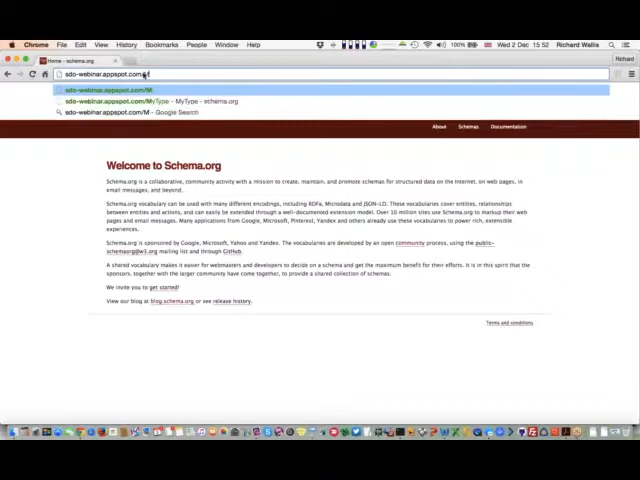 Chrome File Edit View History Bookmarks People Window Help 100% Wed 2 Dec 15:52 Richard Wallis
Home - schema.org
Richard
sdo-webinar.appspot.com/M
sdo-webinar.appspot.com/M
sdo-webinar.appspot.com/MyType - MyType - schema.org
sdo-webinar.appspot.com/M - Google Search
About Schemas Documentation
Welcome to Schema.org
Schema.org is a collaborative, community activity with a mission to create, maintain, and promote schemas for structured data on the Internet, on web pages, in
email messages, and beyond.
Schema.org vocabulary can be used with many different encodings, including RDFa, Microdata and JSON-LD. These vocabularies cover entities, relationships
between entities and actions, and can easily be extended through a well-documented extension model. Over 10 million sites use Schema.org to markup their web
pages and email messages. Many applications from Google, Microsoft, Pinterest, Yandex and others already use these vocabularies to power rich, extensible
experiences.
Schema.org is sponsored by Google, Microsoft, Yahoo and Yandex. The vocabularies are developed by an open community process, using the public-
schemaorg@w3.org mailing list and through GitHub.
A shared vocabulary makes it easier for webmasters and developers to decide on a schema and get the maximum benefit for their efforts. It is in this spirit that the
sponsors, together with the larger community have come together, to provide a shared collection of schemas.
We invite you to get started!
View our blog at blog.schema.org or see release history.
Terms and conditions